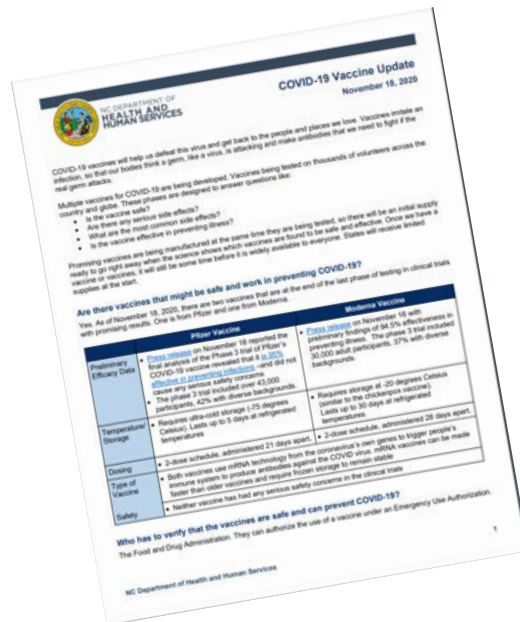 NC DEPARTMENT OF
HEALTH AND
HUMAN SERVICES
COVID-19 Vaccine Update
November 18, 2020
COVID-19 vaccines will help us defeat this virus and get back to the people and places we love. Vaccines imitate an
infection, so that our bodies think a germ, like a virus, is attacking and make antibodies that we need to fight if the
real germ attacks.
Multiple vaccines for COVID-19 are being developed. Vaccines being tested on thousands of volunteers across the
country and globe. These phases are designed to answer questions like:
• Is the vaccine safe?
• Are there any serious side effects?
• What are the most common side effects?
• Is the vaccine effective in preventing illness?
Promising vaccines are being manufactured at the same time they are being tested, so there will be an initial supply
ready to go right away when the science shows which vaccines are found to be safe and effective. Once we have a
vaccine or vaccines, it will still be some time before it is widely available to everyone. States will receive limited
supplies at the start.
Are there vaccines that might be safe and work in preventing COVID-19?
Yes. As of November 18, 2020, there are two vaccines that are at the end of the last phase of testing in clinical trials
with promising results. One is from Pfizer and one from Moderna.
Pfizer Vaccine
Moderna Vaccine
Preliminary
Efficacy Data
• Press release on November 18 reported the
final analysis of the Phase 3 trial of Pfizer's
COVID-19 vaccine revealed that it is 95%
effective in preventing infections –and did not
cause any serious safety concerns.
• The phase 3 trial included over 43,000
participants, 42% with diverse backgrounds.
• Press release on November 16 with
preliminary findings of 94.5% effectiveness in
preventing illness. The phase 3 trial included
30,000 adult participants, 37% with diverse
backgrounds.
Temperature/
Storage
• Requires ultra-cold storage (-75 degrees
Celsius). Lasts up to 5 days at refrigerated
temperatures
• Requires storage at -20 degrees Celsius
(similar to the chickenpox vaccine).
Lasts up to 30 days at refrigerated
temperatures.
Dosing
• 2-dose schedule, administered 21 days apart.
• 2-dose schedule, administered 28 days apart.
Type of
Vaccine
• Both vaccines use mRNA technology from the coronavirus's own genes to trigger people's
immune system to produce antibodies against the COVID virus. mRNA vaccines can be made
faster than older vaccines and require frozen storage to remain stable
Safety
• Neither vaccine has had any serious safety concerns in the clinical trials
Who has to verify that the vaccines are safe and can prevent COVID-19?
The Food and Drug Administration. They can authorize the use of a vaccine under an Emergency Use Authorization.
1
NC Department of Health and Human Services